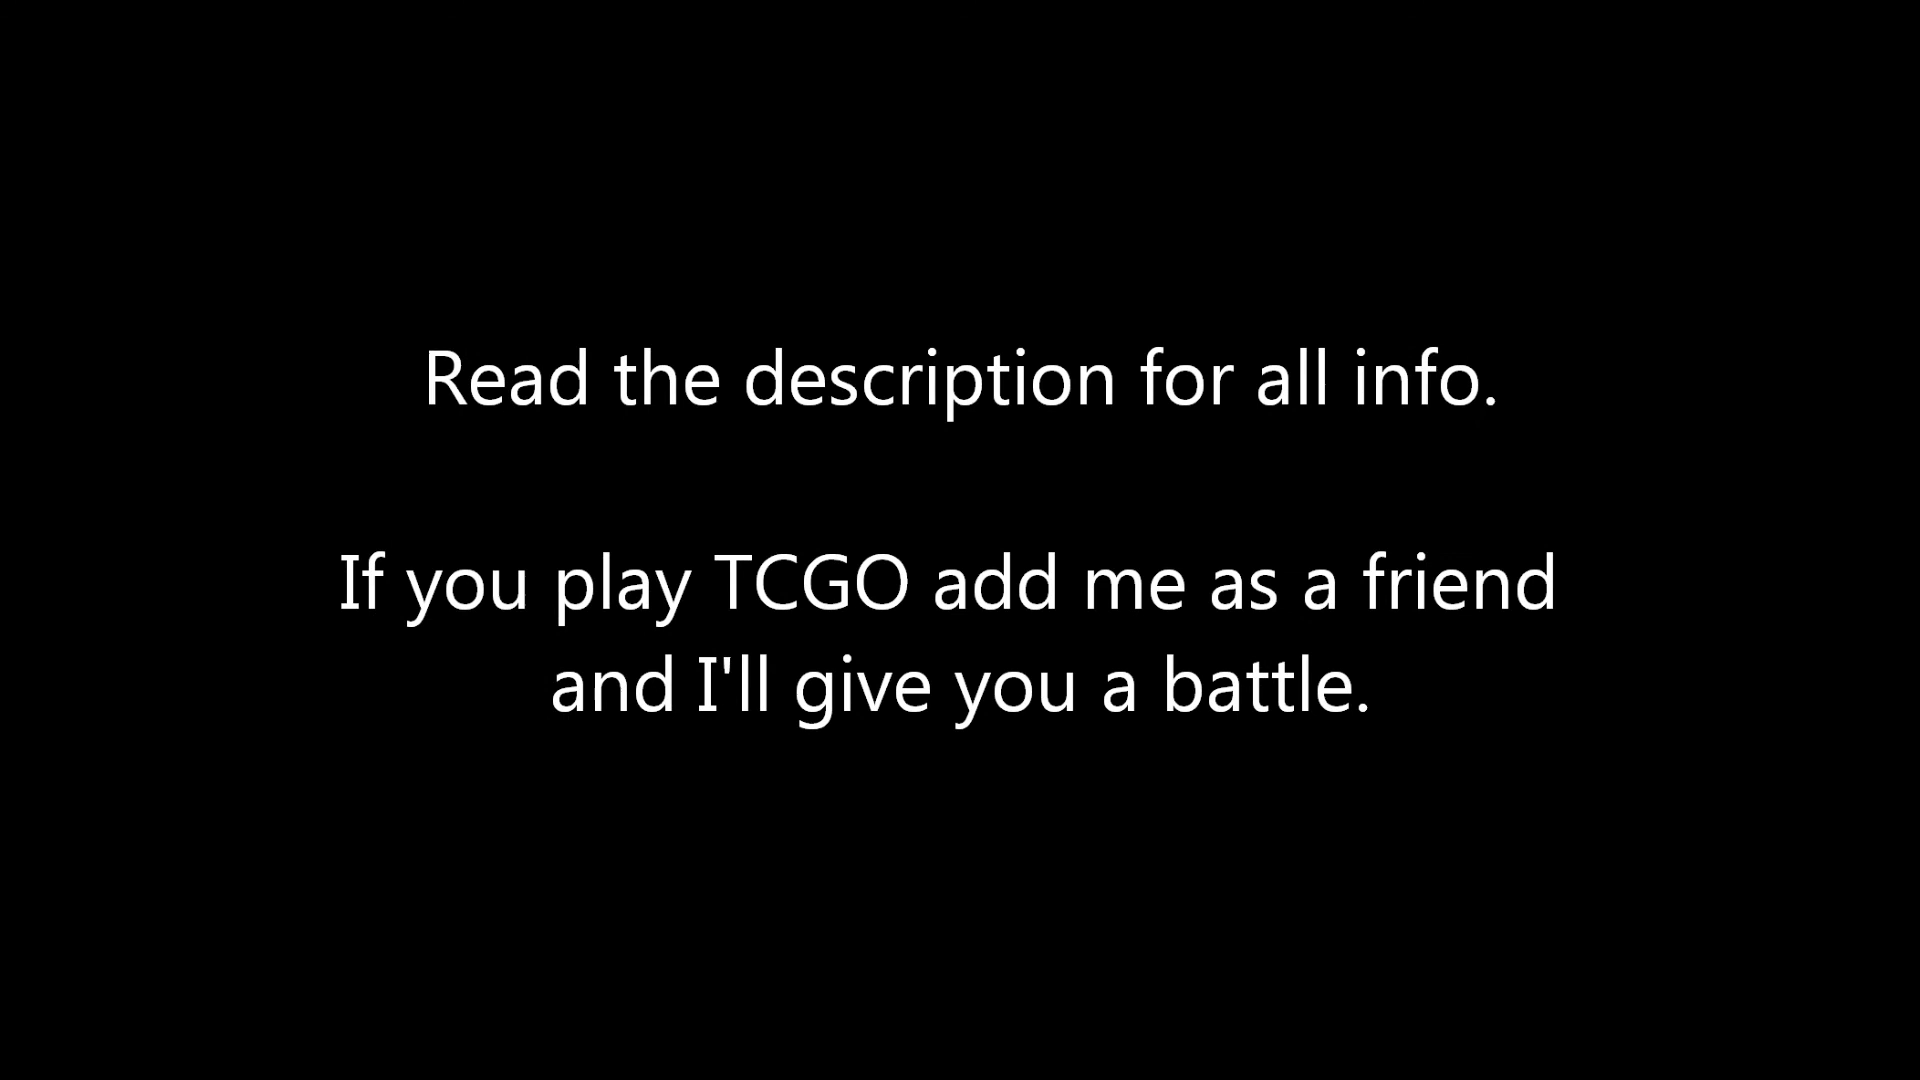 Read the description for all info.
If you play TCGO add me as a friend
and I'll give you a battle.